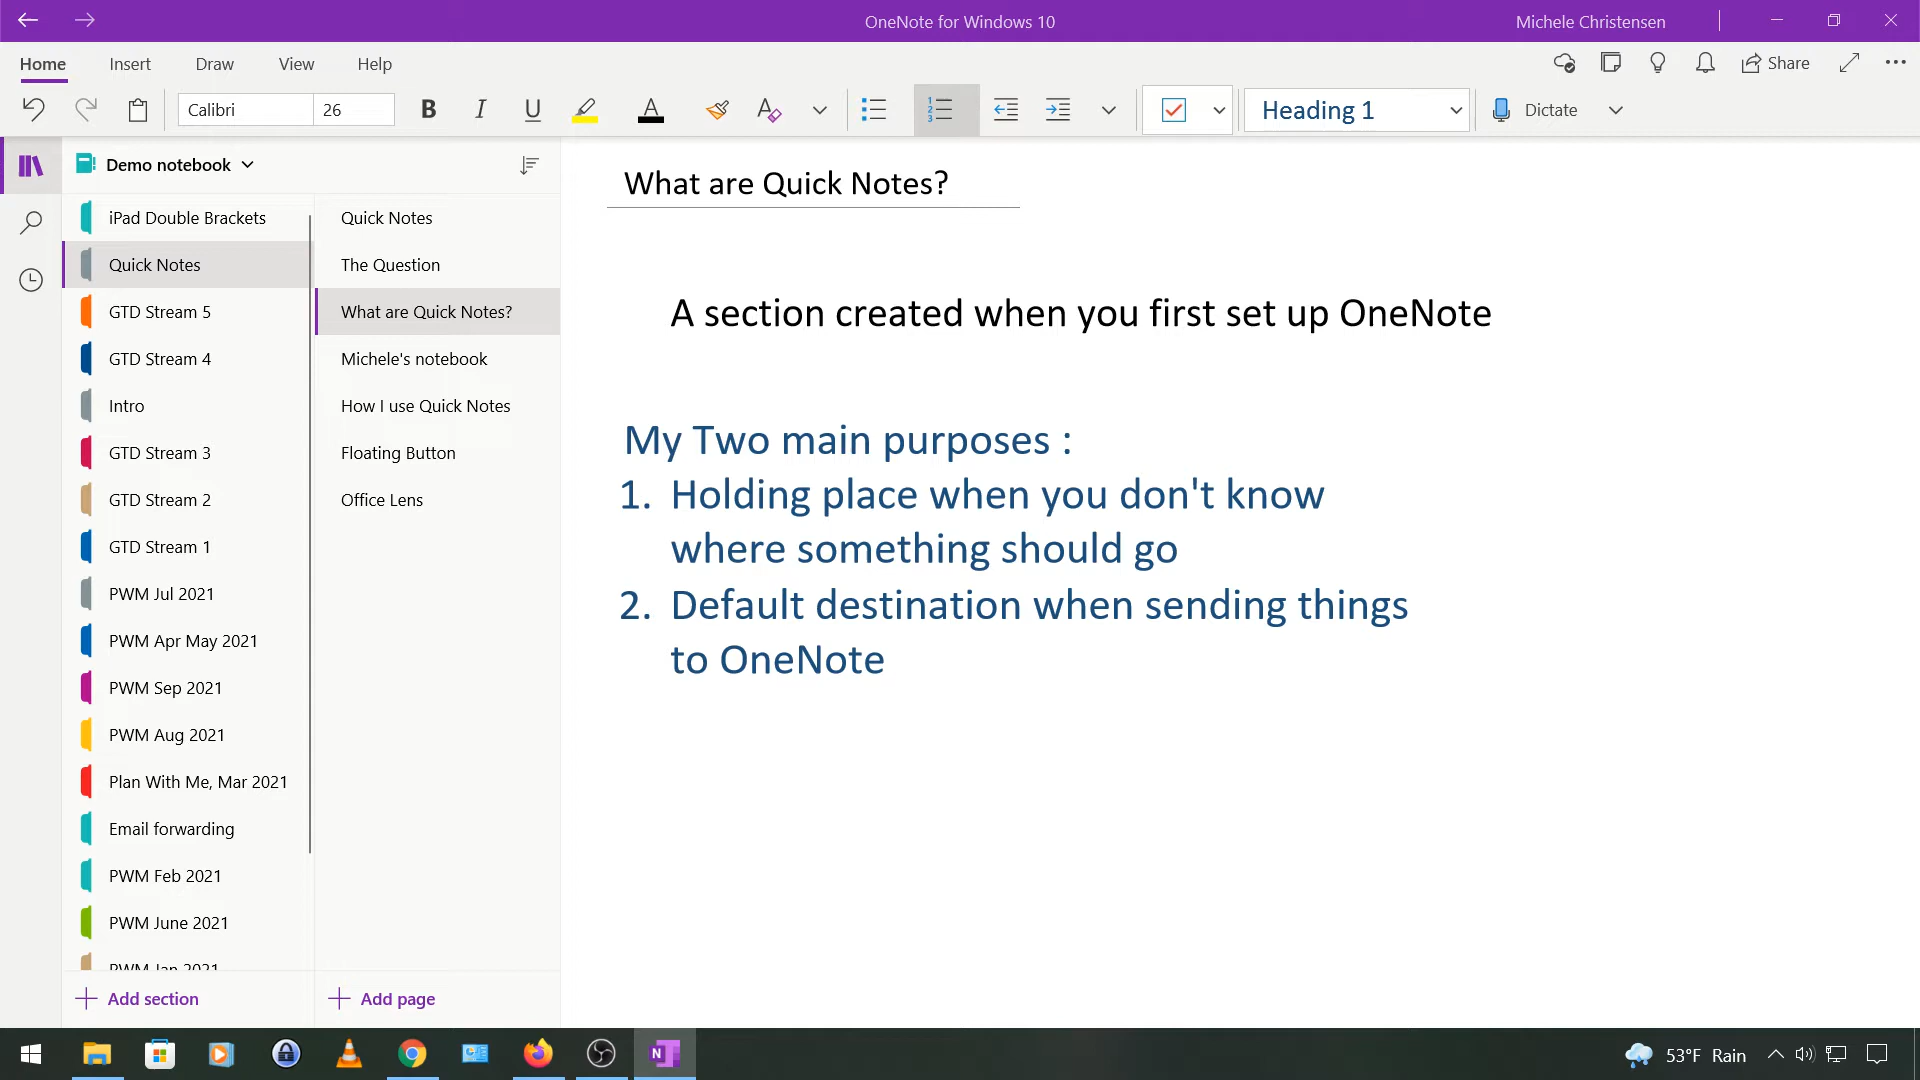 OneNote for Windows 10
Michele Christensen
Home Insert Draw View Help
Share
Calibri 26
Heading 1
Dictate
Demo notebook
iPad Double Brackets
Quick Notes
GTD Stream 5
GTD Stream 4
Intro
GTD Stream 3
GTD Stream 2
GTD Stream 1
PWM Jul 2021
PWM Apr May 2021
PWM Sep 2021
PWM Aug 2021
Plan With Me, Mar 2021
Email forwarding
PWM Feb 2021
PWM June 2021
PWM Jan 2021
Add section
Quick Notes
The Question
What are Quick Notes?
Michele's notebook
How I use Quick Notes
Floating Button
Office Lens
Add page
What are Quick Notes?
A section created when you first set up OneNote
My Two main purposes :
1. Holding place when you don't know
where something should go
2. Default destination when sending things
to OneNote
53°F Rain